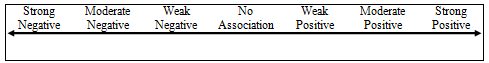 Strong Moderate Weak No Weak Moderate Strong
Negative Negative Negative Association Positive Positive Positive